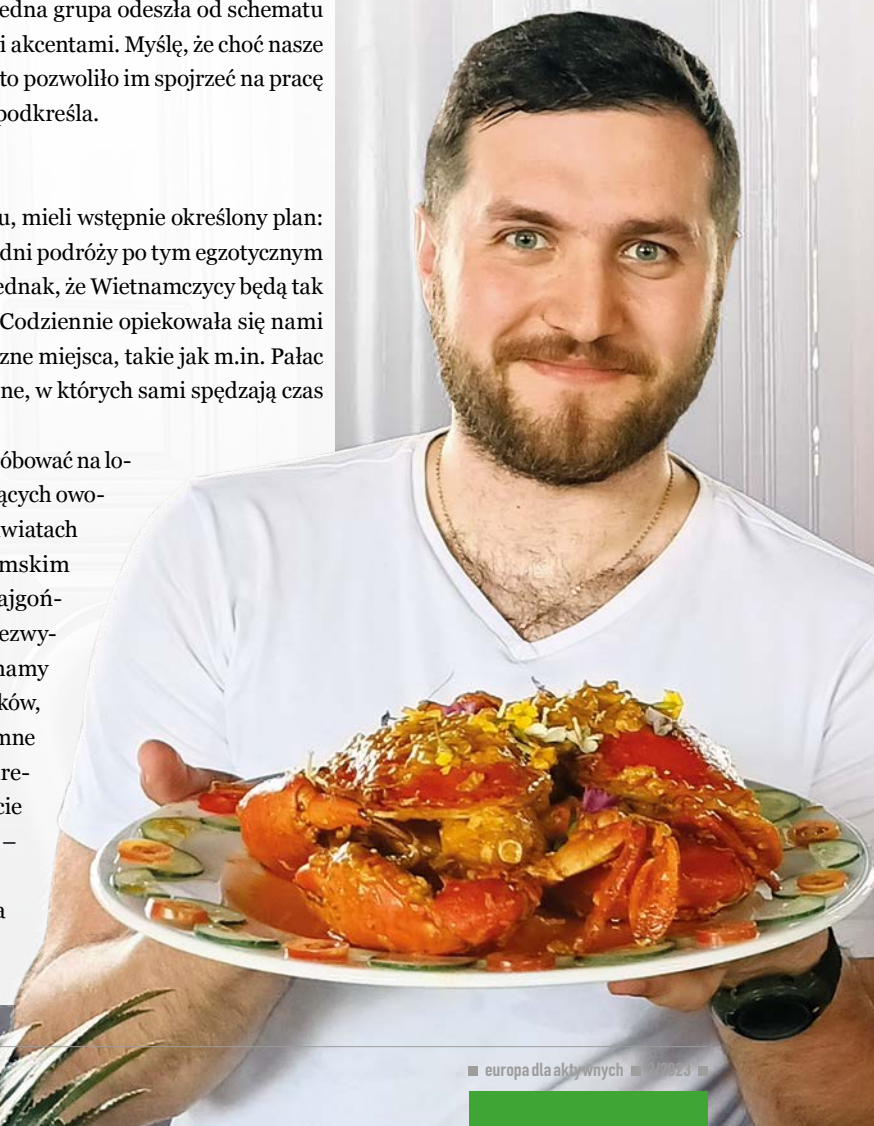 edna grupa odeszła od schematu
i akcentami. Myślę, że choć nasze
to pozwoliło im spojrzeć na pracę
podkreśla.
u, mieli wstępnie określony plan:
dni podróży po tym egzotycznym
ednak, że Wietnamczycy będą tak
Codziennie opiekowała się nami
zne miejsca, takie jak m.in. Pałac
ne, w których sami spędzają czas
óbować na lo-
ących owo-
wiatach
mskim
ajgoń-
ezwy-
namy
ków,
mne
re-
cie
–
a
■ europa dla aktywnych ■ /2023 ■